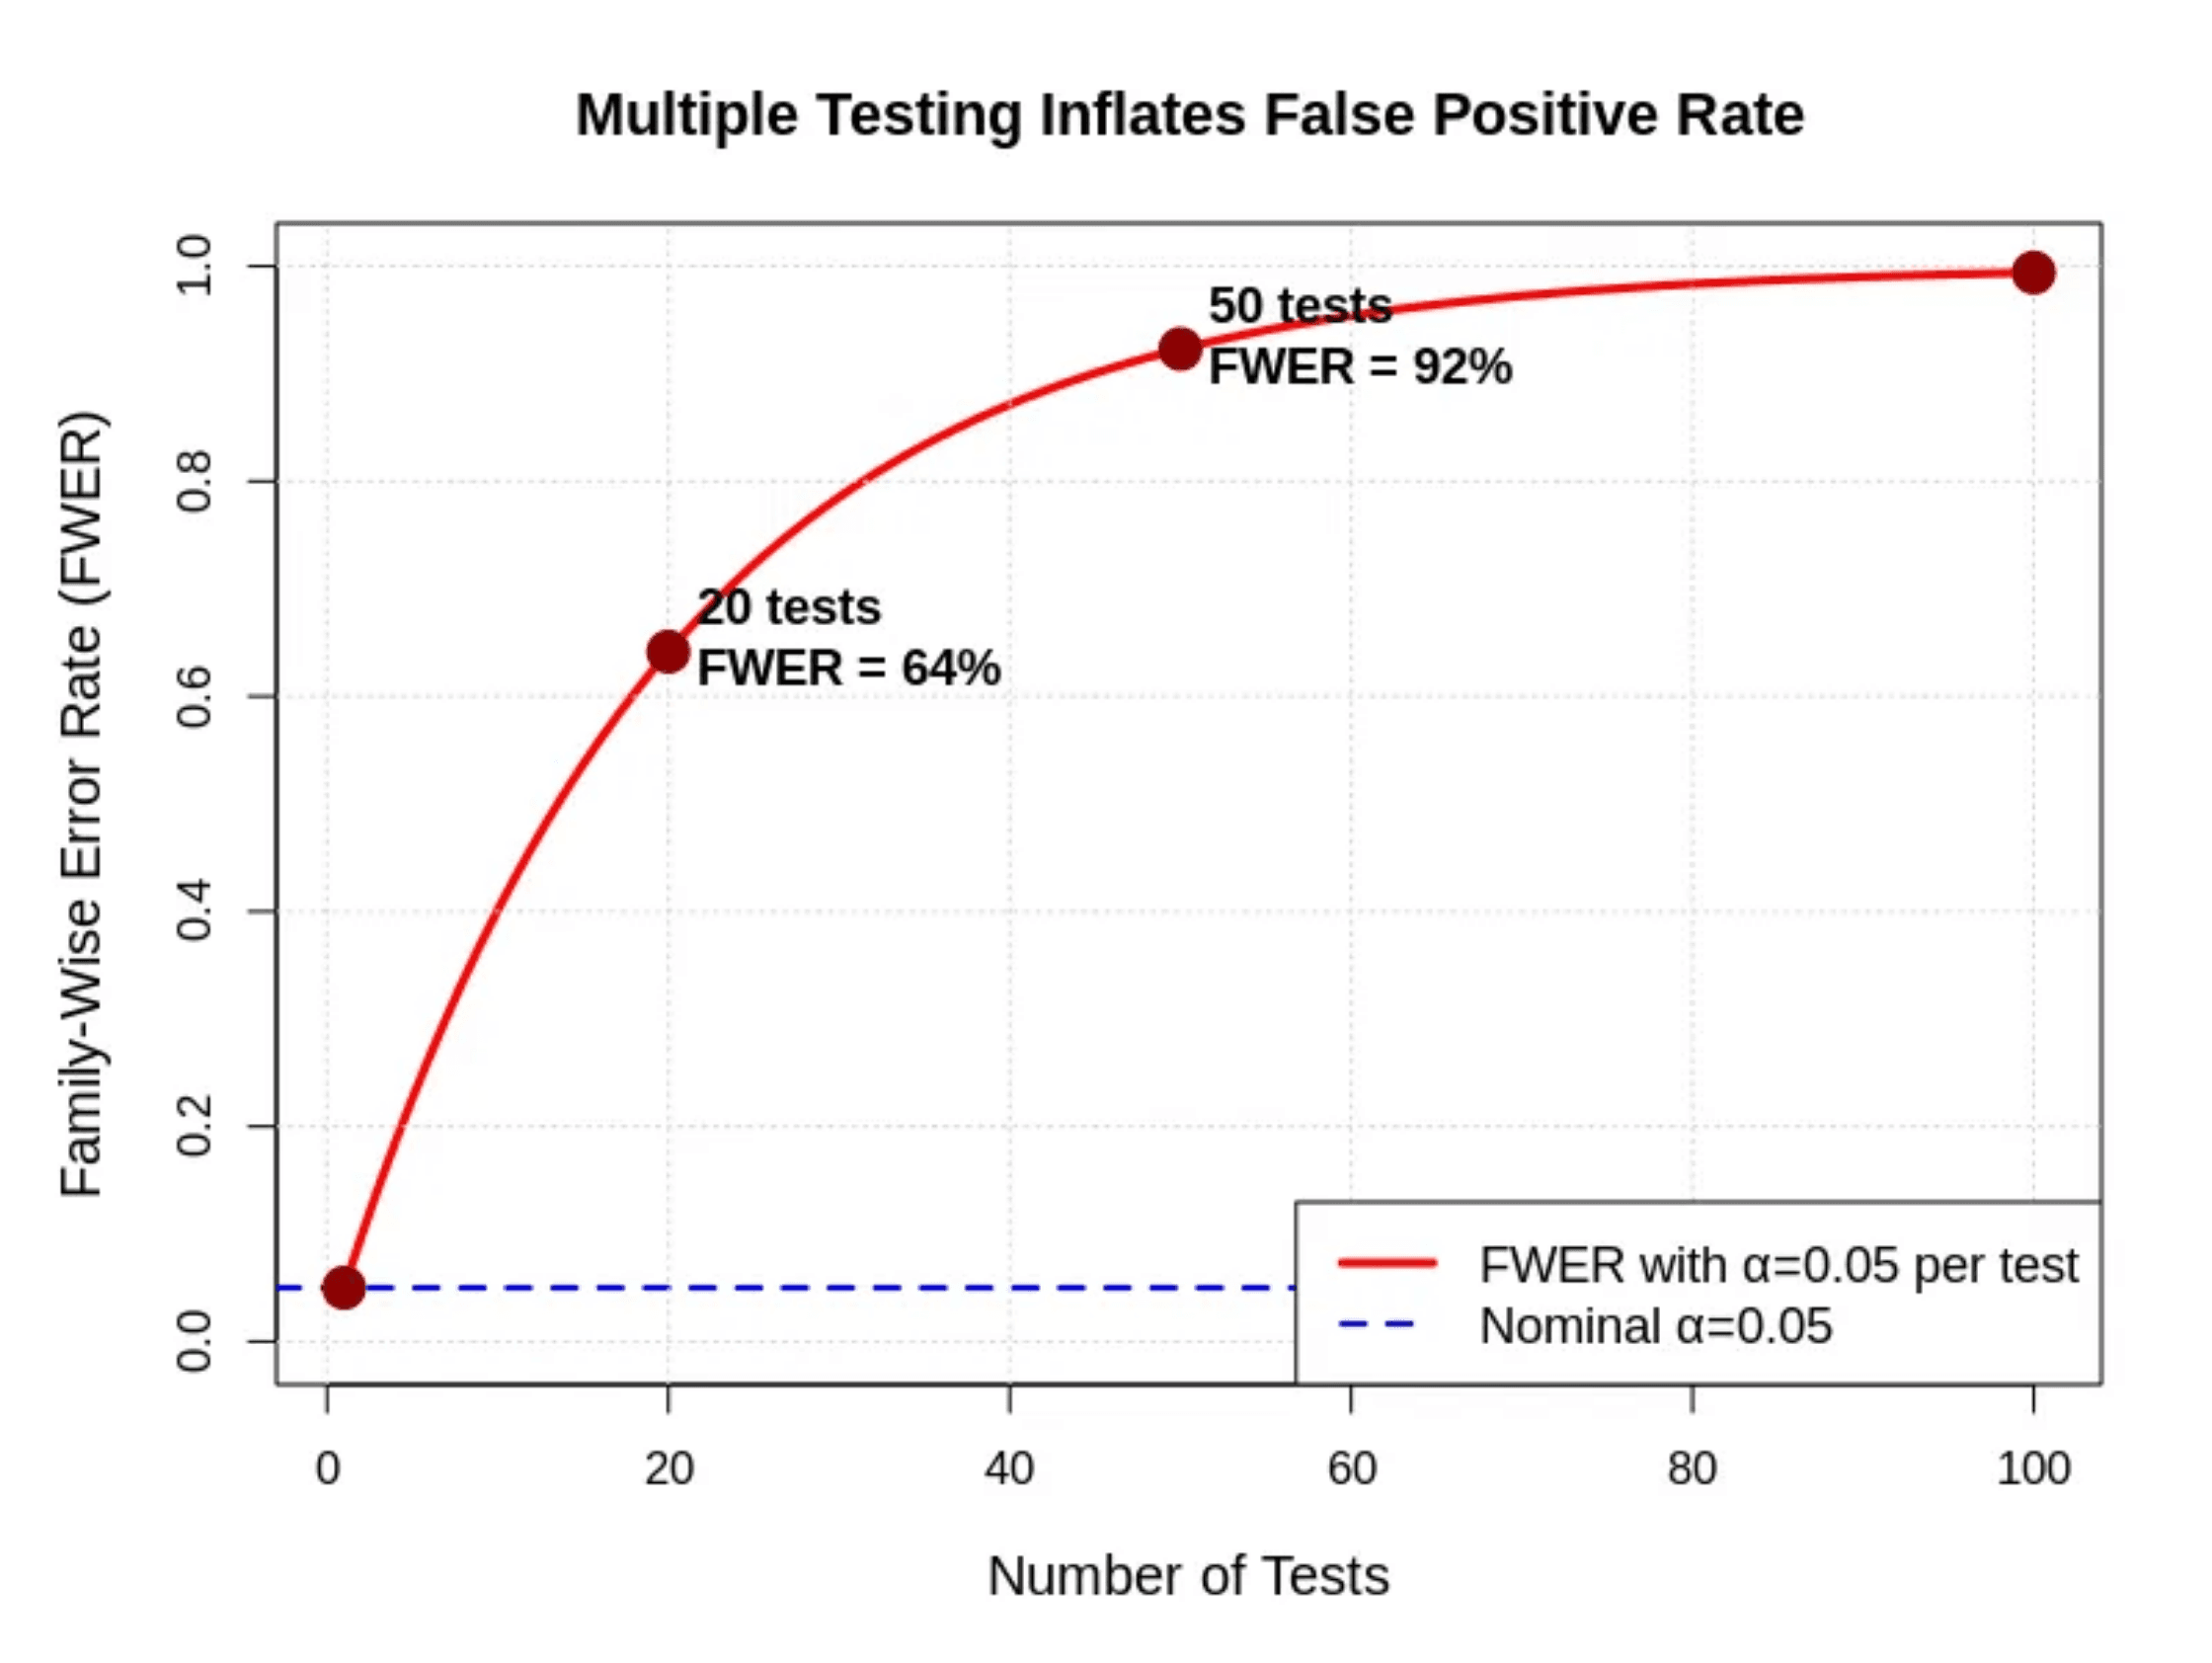 Multiple Testing Inflates False Positive Rate
Family-Wise Error Rate (FWER)
1.0
0.8
0.6
0.4
0.2
0.0
50 tests
FWER = 92%
20 tests
FWER = 64%
FWER with α=0.05 per test
Nominal α=0.05
0 20 40 60 80 100
Number of Tests